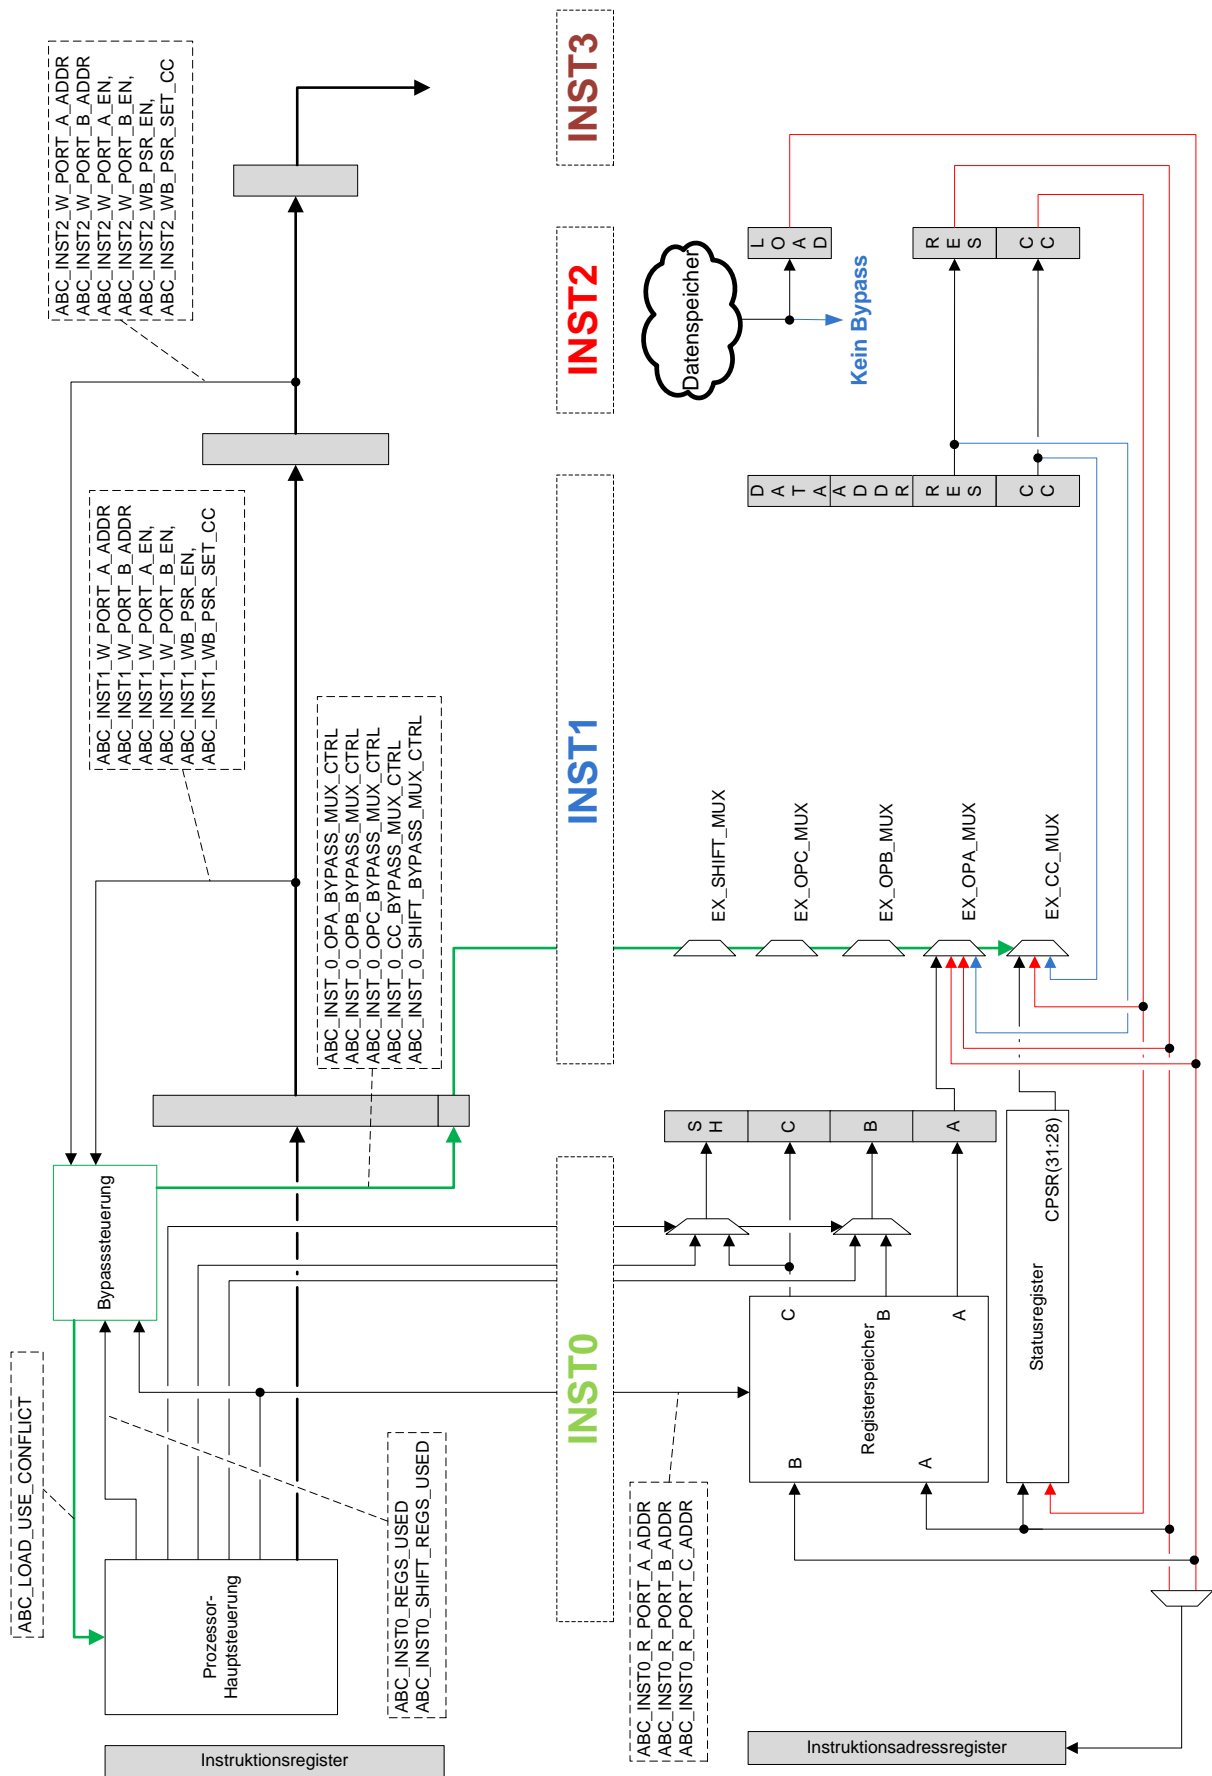 ABC_INST2_W_PORT_A_ADDR
ABC_INST2_W_PORT_B_ADDR
ABC_INST2_W_PORT_A_EN,
ABC_INST2_W_PORT_B_EN,
ABC_INST2_WB_PSR_EN,
ABC_INST2_WB_PSR_SET_CC
ABC_INST1_W_PORT_A_ADDR
ABC_INST1_W_PORT_B_ADDR
ABC_INST1_W_PORT_A_EN,
ABC_INST1_W_PORT_B_EN,
ABC_INST1_WB_PSR_EN,
ABC_INST1_WB_PSR_SET_CC
ABC_INST_0_OPA_BYPASS_MUX_CTRL
ABC_INST_0_OPB_BYPASS_MUX_CTRL
ABC_INST_0_OPC_BYPASS_MUX_CTRL
ABC_INST_0_CC_BYPASS_MUX_CTRL
ABC_INST_0_SHIFT_BYPASS_MUX_CTRL
Bypasssteuerung
ABC_LOAD_USE_CONFLICT
ABC_INST0_REGS_USED
ABC_INST0_SHIFT_REGS_USED
Prozessor-
Hauptsteuerung
Instruktionsregister
INST0
INST1
INST2
INST3
ABC_INST0_R_PORT_A_ADDR
ABC_INST0_R_PORT_B_ADDR
ABC_INST0_R_PORT_C_ADDR
Datenspeicher
Kein Bypass
LOAD
RES
CC
DATA
ADDR
RES
CC
EX_SHIFT_MUX
EX_OPC_MUX
EX_OPB_MUX
EX_OPA_MUX
EX_CC_MUX
SH
C
B
A
C
B
A
Registerspeicher
B
A
CPSR(31:28)
Statusregister
Instruktionsadressregister